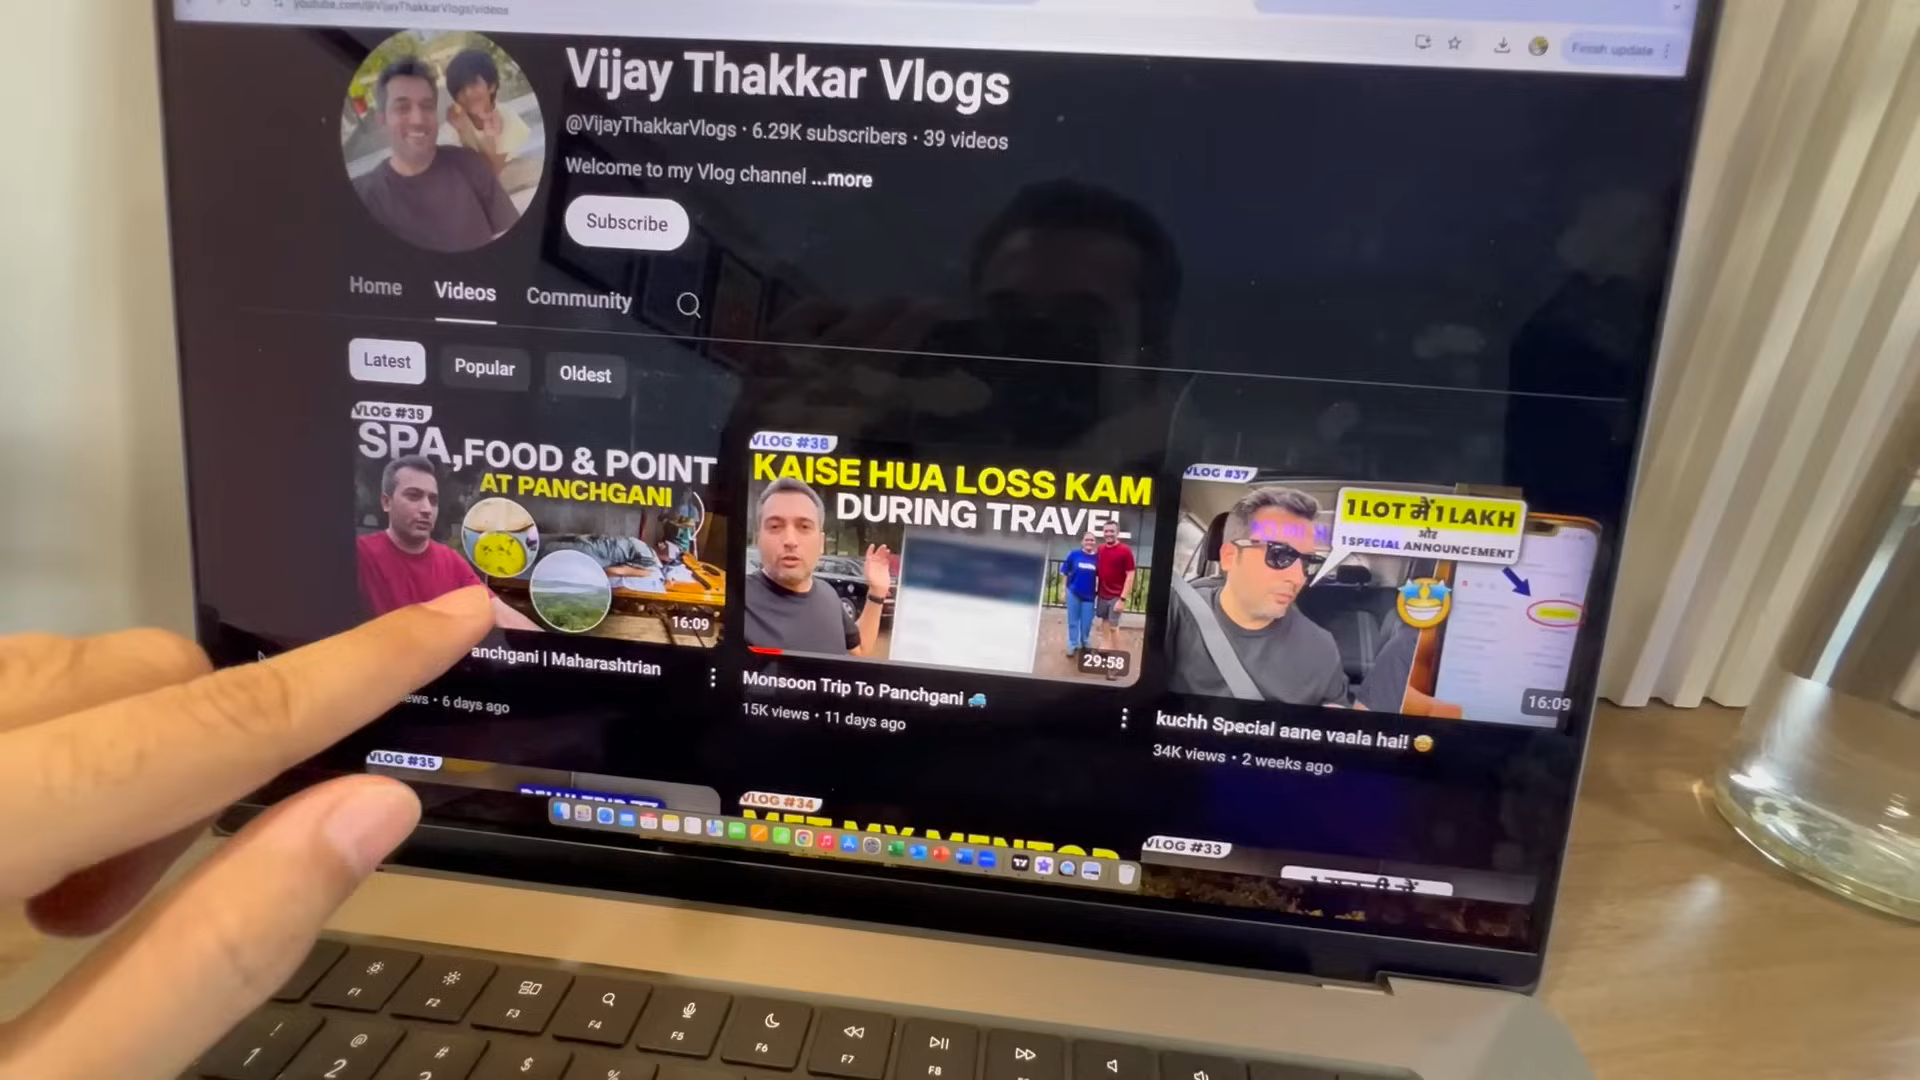 youtube.com/@VijayThakkarVlogs/videos
Finish update
Vijay Thakkar Vlogs
@VijayThakkarVlogs · 6.29K subscribers · 39 videos
Welcome to my Vlog channel ...more
Subscribe
Home Videos Community
Latest Popular Oldest
VLOG #39
SPA, FOOD & POINT
AT PANCHGANI
16:09
anchgani | Maharashtrian
ews · 6 days ago
VLOG #38
KAISE HUA LOSS KAM
DURING TRAVEL
29:58
Monsoon Trip To Panchgani
15K views · 11 days ago
VLOG #37
1 LOT में 1 LAKH
और
1 SPECIAL ANNOUNCEMENT
16:09
kuchh Special aane vaala hai!
34K views · 2 weeks ago
VLOG #35
VLOG #34
MET MY MENTOR
VLOG #33
F1 F2 F3 F4 F5 F6 F7 F8
! @ # $ %
1 2